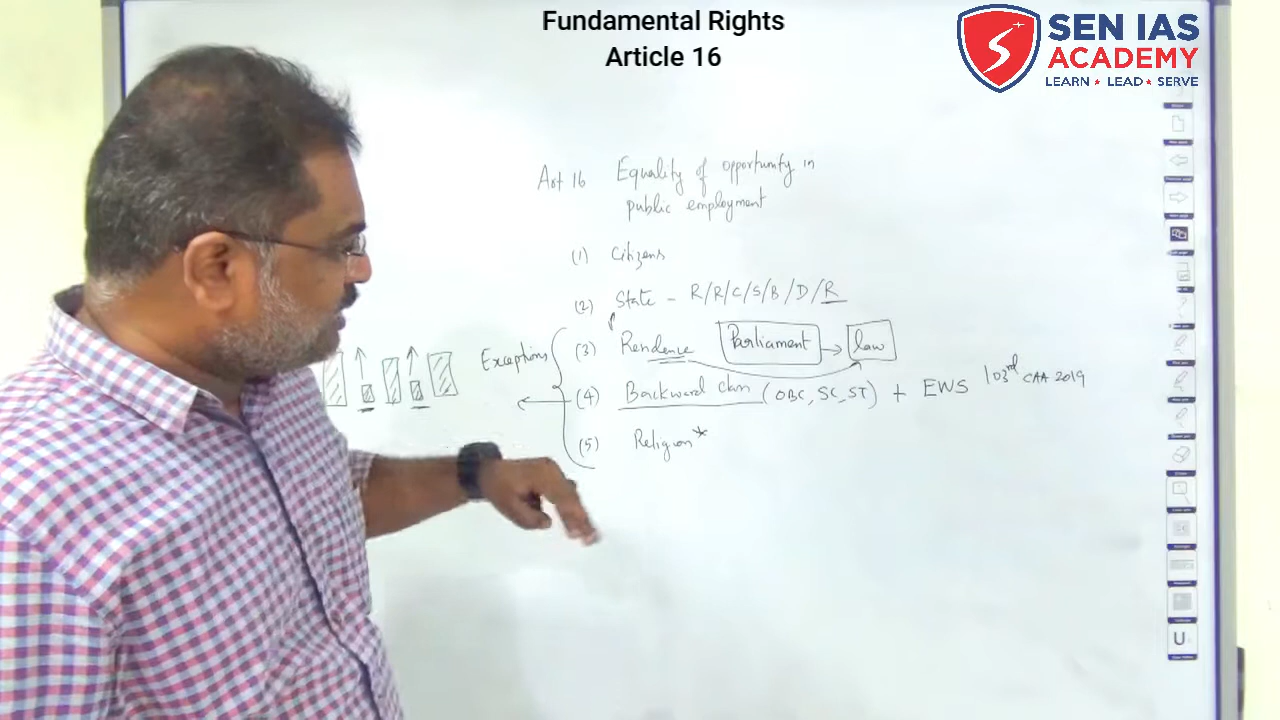 Fundamental Rights
Article 16
SEN IAS
ACADEMY
LEARN ★ LEAD ★ SERVE
Art 16 Equality of opportunity in
public employment
(1) Citizens
(2) State - R/R/C/S/B/D/R
Exceptions
(3) Residence Parliament → law
(4) Backward class (OBC, SC, ST) + EWS 103rd CAA 2019
(5) Religion*
U